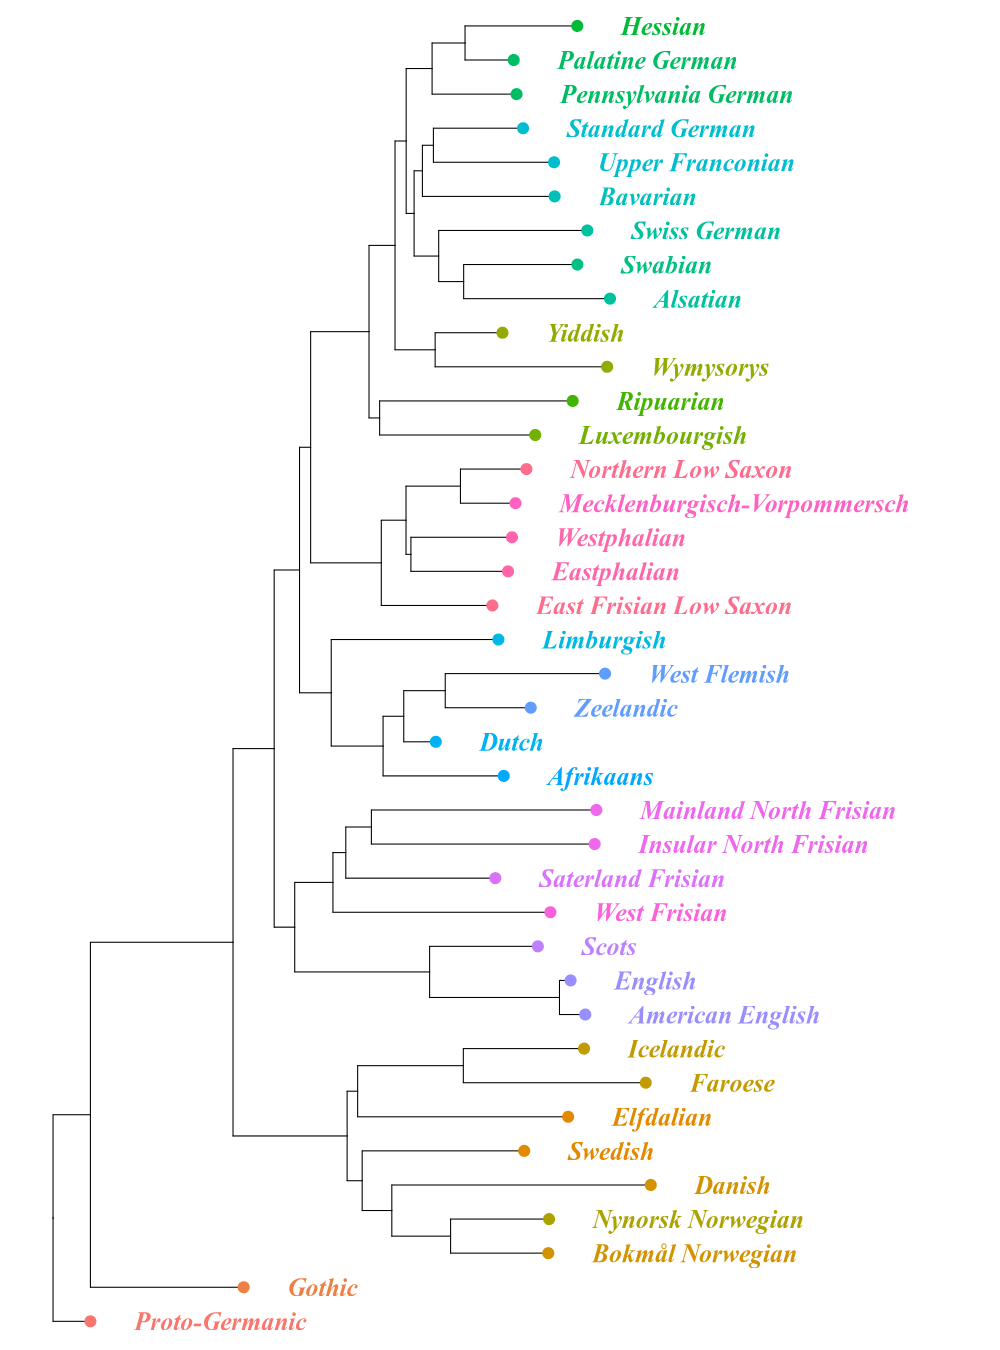 Hessian
Palatine German
Pennsylvania German
Standard German
Upper Franconian
Bavarian
Swiss German
Swabian
Alsatian
Yiddish
Wymysorys
Ripuarian
Luxembourgish
Northern Low Saxon
Mecklenburgisch-Vorpommersch
Westphalian
Eastphalian
East Frisian Low Saxon
Limburgish
West Flemish
Zeelandic
Dutch
Afrikaans
Mainland North Frisian
Insular North Frisian
Saterland Frisian
West Frisian
Scots
English
American English
Icelandic
Faroese
Elfdalian
Swedish
Danish
Nynorsk Norwegian
Bokmål Norwegian
Gothic
Proto-Germanic